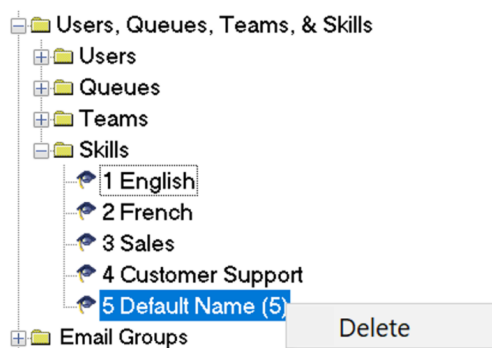 Users, Queues, Teams, & Skills
Users
Queues
Teams
Skills
1 English
2 French
3 Sales
4 Customer Support
5 Default Name (5)
Delete
Email Groups